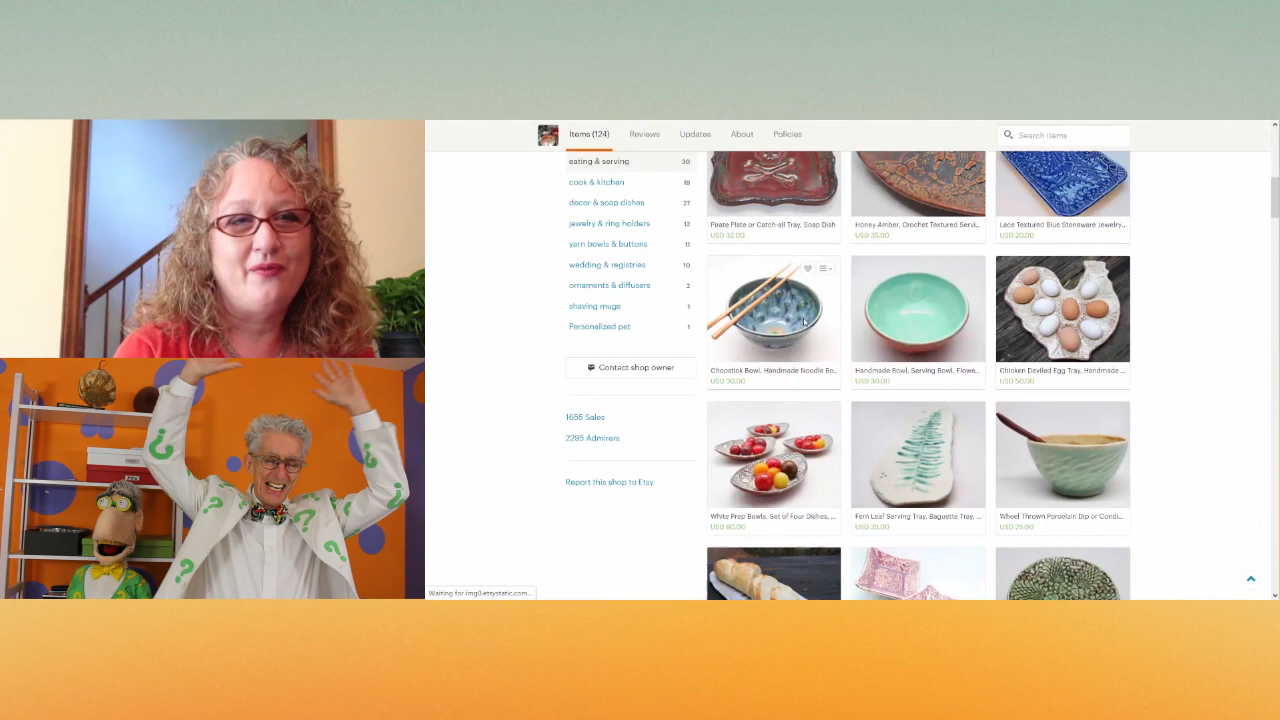 Items (124) Reviews Updates About Policies Search items
eating & serving 30
cook & kitchen 18
decor & soap dishes 27
jewelry & ring holders 12
yarn bowls & buttons 11
wedding & registries 10
ornaments & diffusers 2
shaving mugs 1
Personalized pet 1
Contact shop owner
1655 Sales
2295 Admirers
Report this shop to Etsy
Pirate Plate or Catch-all Tray, Soap Dish
USD 32.00
Honey Amber, Crochet Textured Servi...
USD 35.00
Lace Textured Blue Stoneware Jewelry...
USD 20.00
Chopstick Bowl, Handmade Noodle Bo...
USD 30.00
Handmade Bowl, Serving Bowl, Flowe...
USD 30.00
Chicken Deviled Egg Tray, Handmade ...
USD 50.00
White Prep Bowls, Set of Four Dishes, ...
USD 80.00
Fern Leaf Serving Tray, Baguette Tray, ...
USD 35.00
Wheel Thrown Porcelain Dip or Condi...
USD 25.00
Waiting for img0.etsystatic.com...
? ? ? ? ? ?